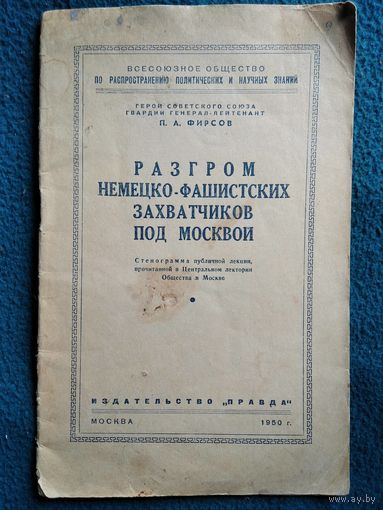 ВСЕСОЮЗНОЕ ОБЩЕСТВО
ПО РАСПРОСТРАНЕНИЮ ПОЛИТИЧЕСКИХ И НАУЧНЫХ ЗНАНИЙ
ГЕРОЙ СОВЕТСКОГО СОЮЗА
ГВАРДИИ ГЕНЕРАЛ-ЛЕЙТЕНАНТ
П. А. ФИРСОВ
РАЗГРОМ
НЕМЕЦКО-ФАШИСТСКИХ
ЗАХВАТЧИКОВ
ПОД МОСКВОЙ
Стенограмма публичной лекции,
прочитанной в Центральном лектории
Общества в Москве
ИЗДАТЕЛЬСТВО „ПРАВДА“
МОСКВА 1950 г.
www.ay.by